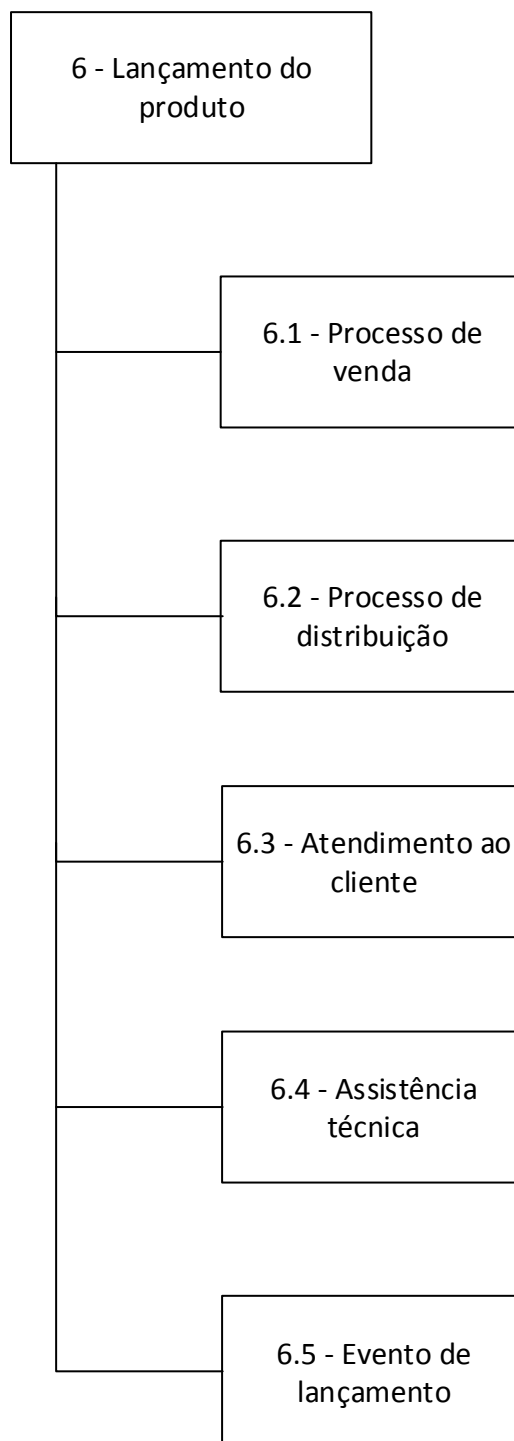 6 - Lançamento do
produto
6.1 - Processo de
venda
6.2 - Processo de
distribuição
6.3 - Atendimento ao
cliente
6.4 - Assistência
técnica
6.5 - Evento de
lançamento